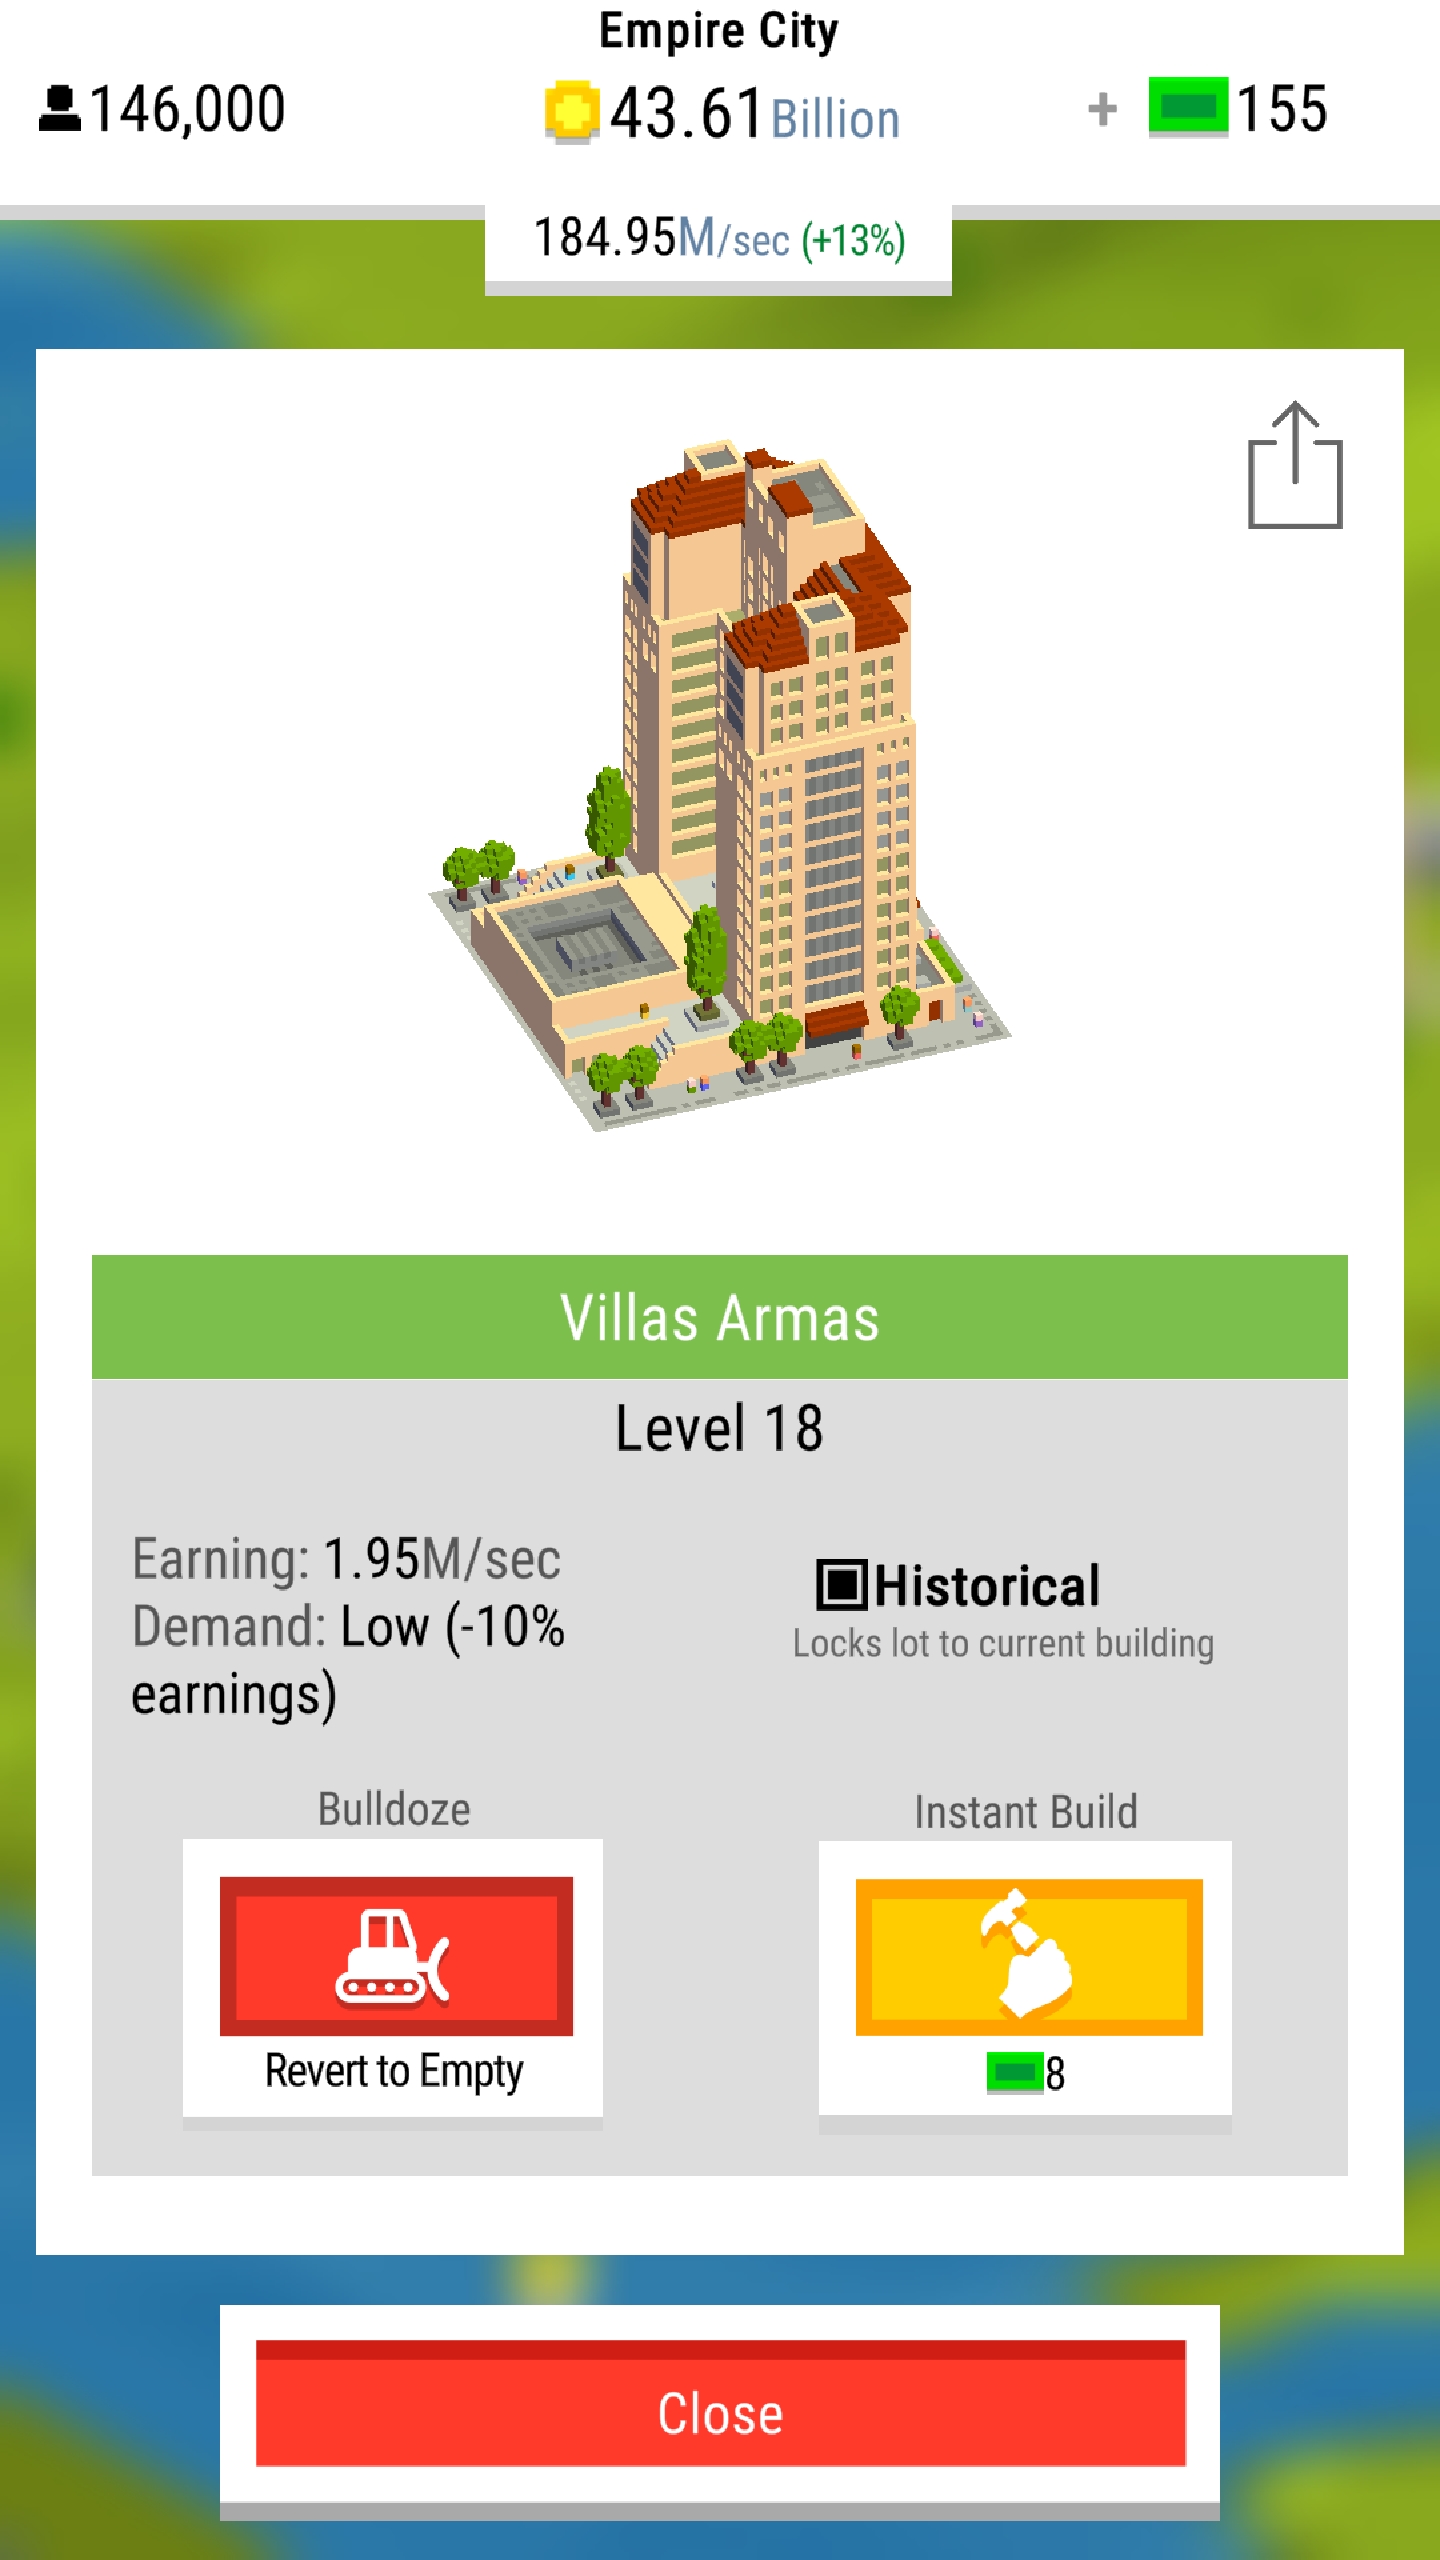 Empire City
146,000
43.61 Billion
+ 155
184.95M/sec (+13%)
Villas Armas
Level 18
Earning: 1.95M/sec
Demand: Low (-10%
earnings)
Historical
Locks lot to current building
Bulldoze
Revert to Empty
Instant Build
8
Close